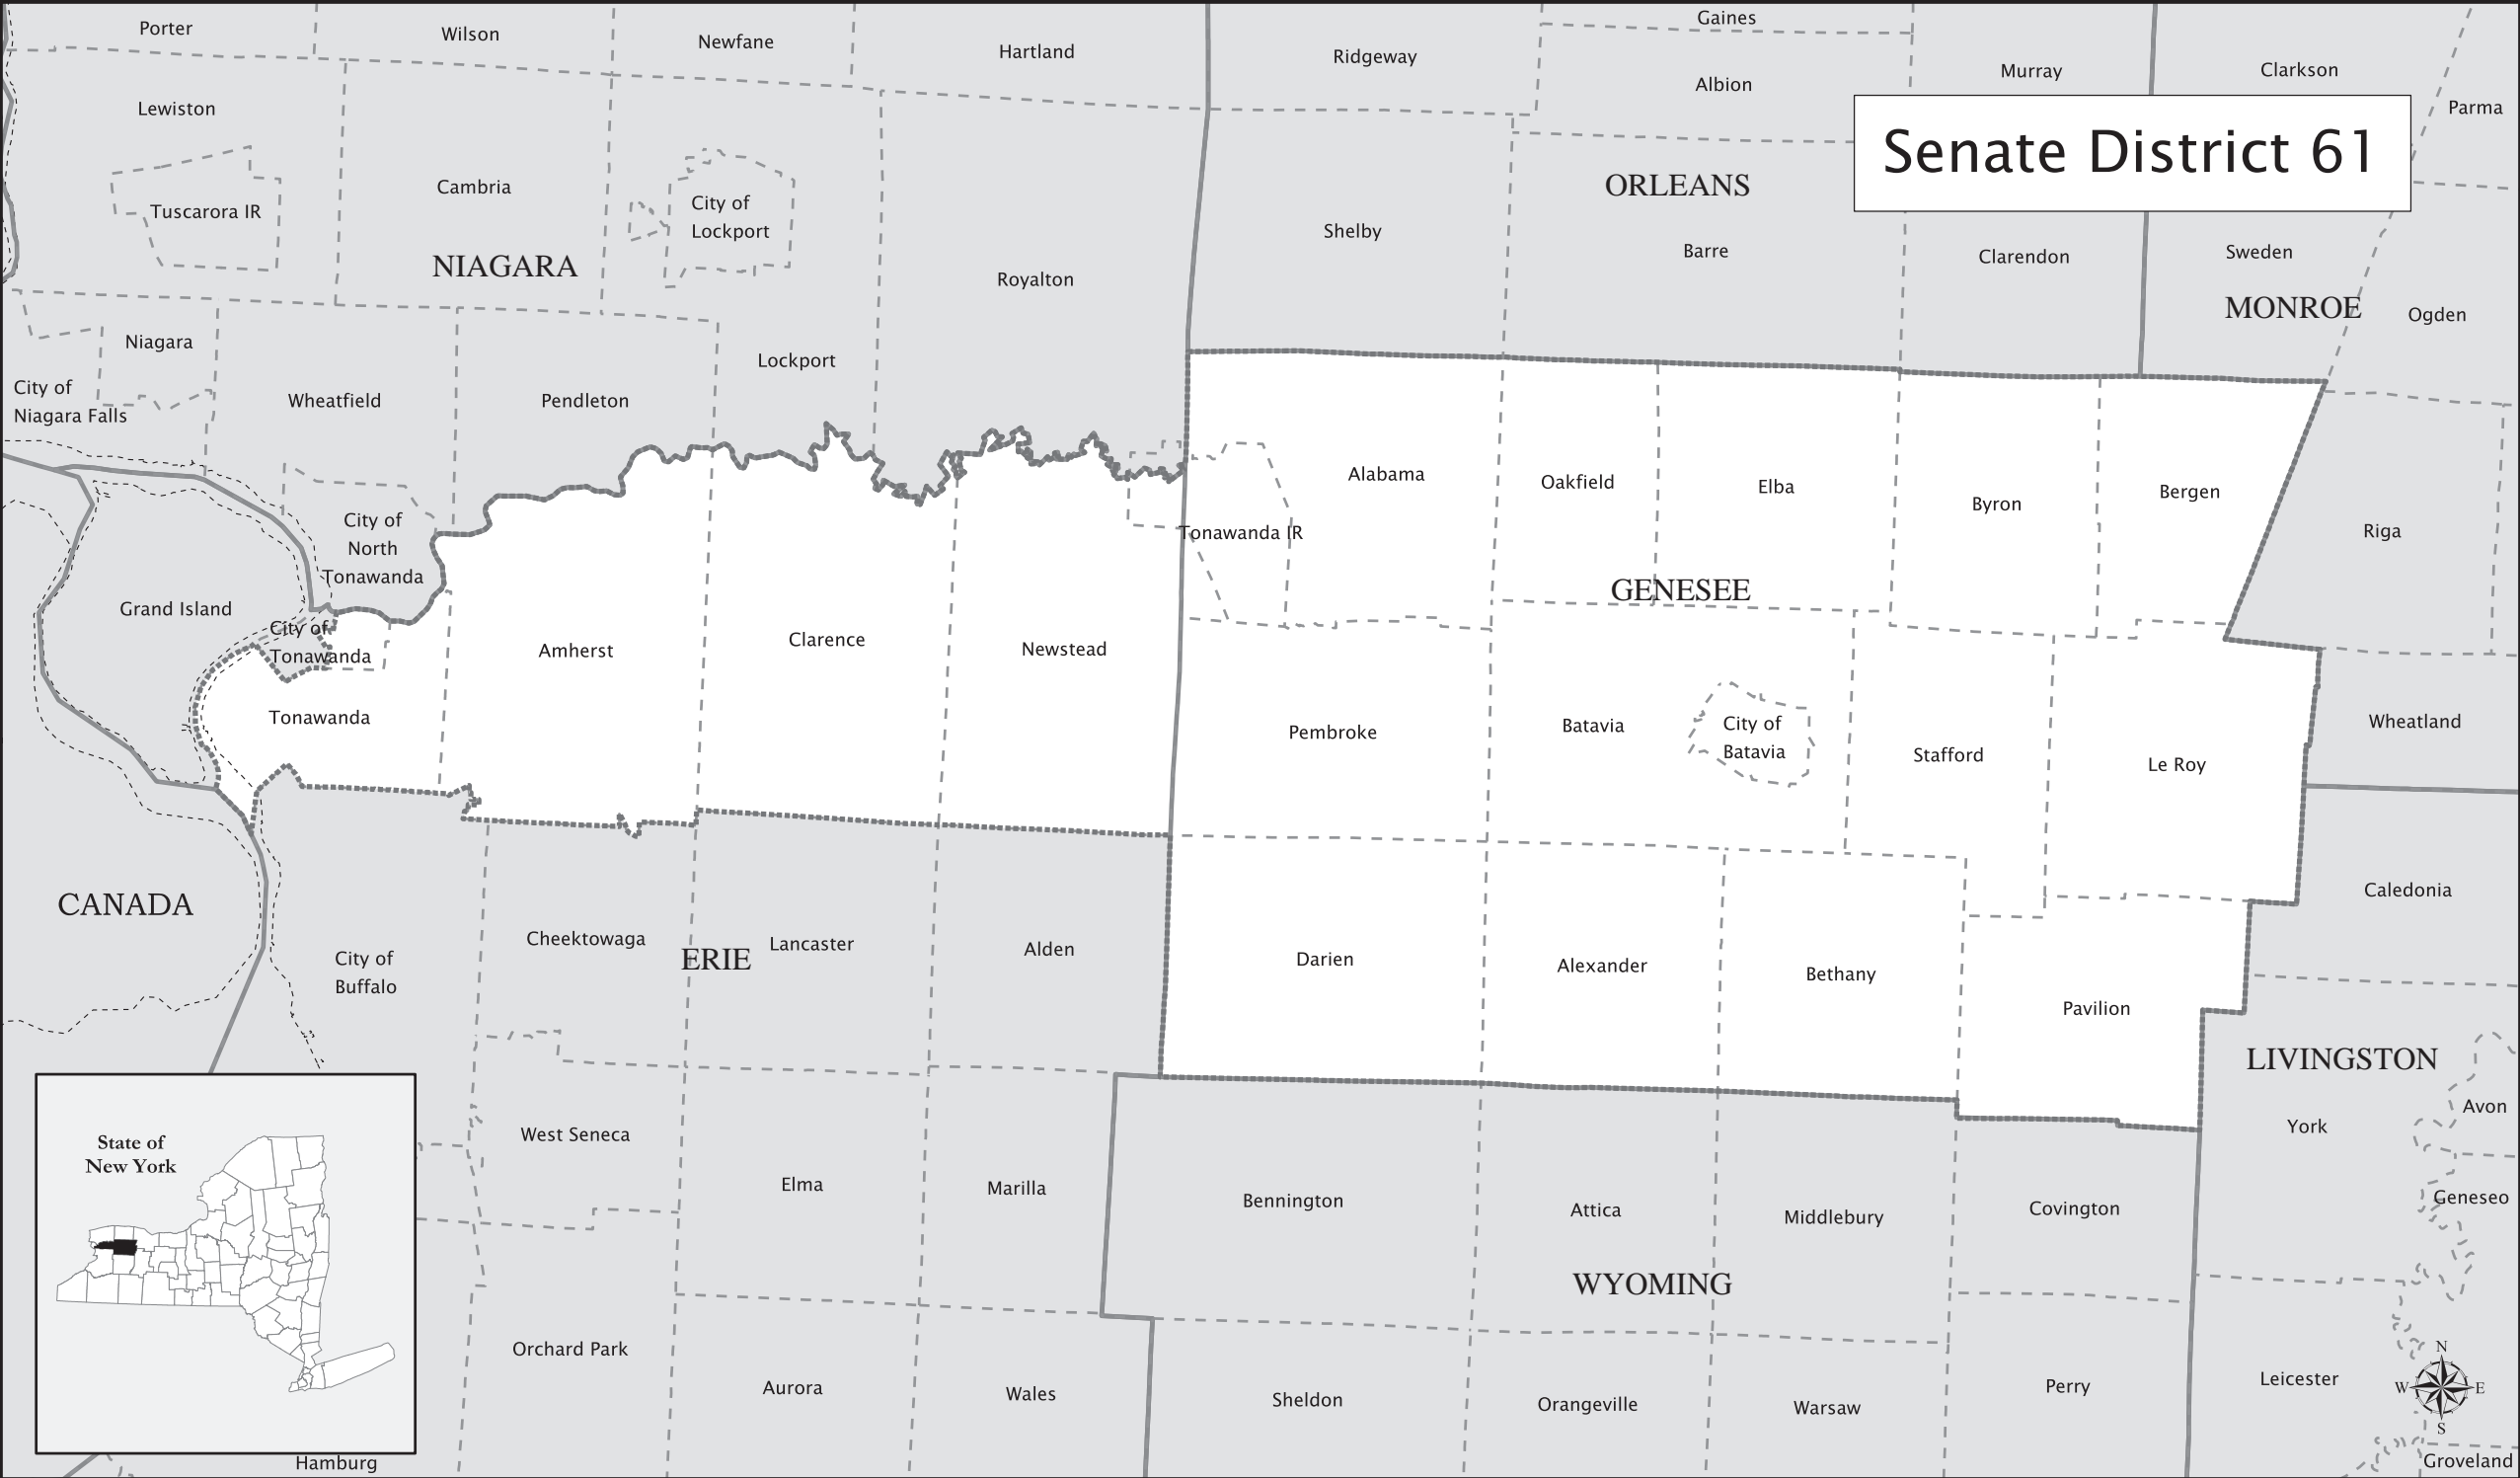 Porter
Wilson
Newfane
Hartland
Ridgeway
Gaines
Albion
Murray
Clarkson
Parma
Senate District 61
Lewiston
Tuscarora IR
Cambria
City of
Lockport
NIAGARA
Royalton
Shelby
ORLEANS
Barre
Clarendon
Sweden
MONROE
Ogden
Niagara
City of
Niagara Falls
Wheatfield
Pendleton
Lockport
City of
North
Tonawanda
Grand Island
City of
Tonawanda
Tonawanda
Amherst
Clarence
Newstead
Tonawanda IR
Alabama
Oakfield
Elba
Byron
Bergen
Riga
GENESEE
Pembroke
Batavia
City of
Batavia
Stafford
Le Roy
Wheatland
CANADA
City of
Buffalo
Cheektowaga
ERIE
Lancaster
Alden
Darien
Alexander
Bethany
Pavilion
Caledonia
LIVINGSTON
Avon
York
Geneseo
State of
New York
West Seneca
Elma
Marilla
Bennington
Attica
Middlebury
Covington
WYOMING
Orchard Park
Aurora
Wales
Sheldon
Orangeville
Warsaw
Perry
Leicester
N
W
E
S
Hamburg
Groveland